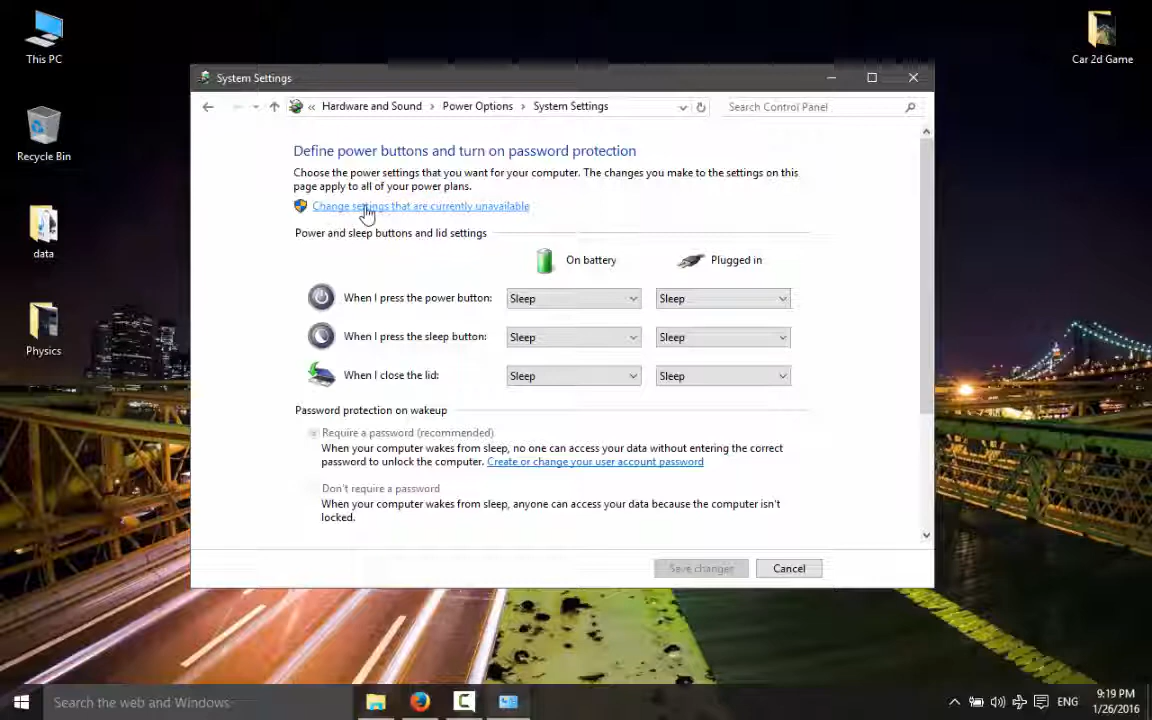 This PC
Car 2d Game
System Settings
« Hardware and Sound › Power Options › System Settings
Search Control Panel
Recycle Bin
Define power buttons and turn on password protection
Choose the power settings that you want for your computer. The changes you make to the settings on this
page apply to all of your power plans.
Change settings that are currently unavailable
Power and sleep buttons and lid settings
data
On battery
Plugged in
When I press the power button:
Sleep
Sleep
When I press the sleep button:
Sleep
Sleep
Physics
When I close the lid:
Sleep
Sleep
Password protection on wakeup
Require a password (recommended)
When your computer wakes from sleep, no one can access your data without entering the correct
password to unlock the computer. Create or change your user account password
Don't require a password
When your computer wakes from sleep, anyone can access your data because the computer isn't
locked.
Save changes
Cancel
Search the web and Windows
ENG
9:19 PM
1/26/2016